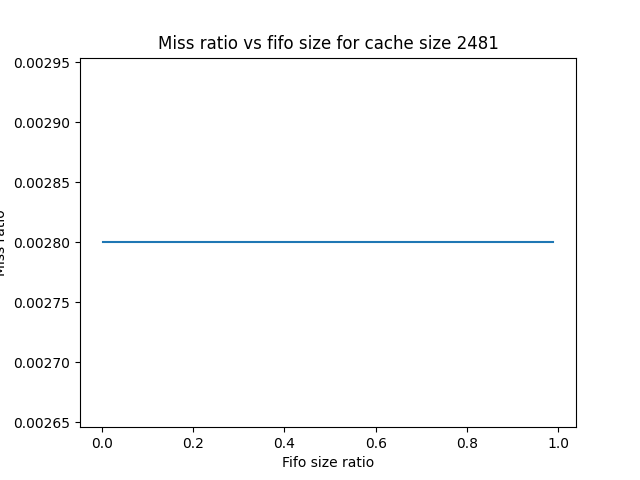 Miss ratio vs fifo size for cache size 2481
0.00295
0.00290
0.00285
0.00280
0.00275
0.00270
0.00265
Miss ratio
0.0 0.2 0.4 0.6 0.8 1.0
Fifo size ratio